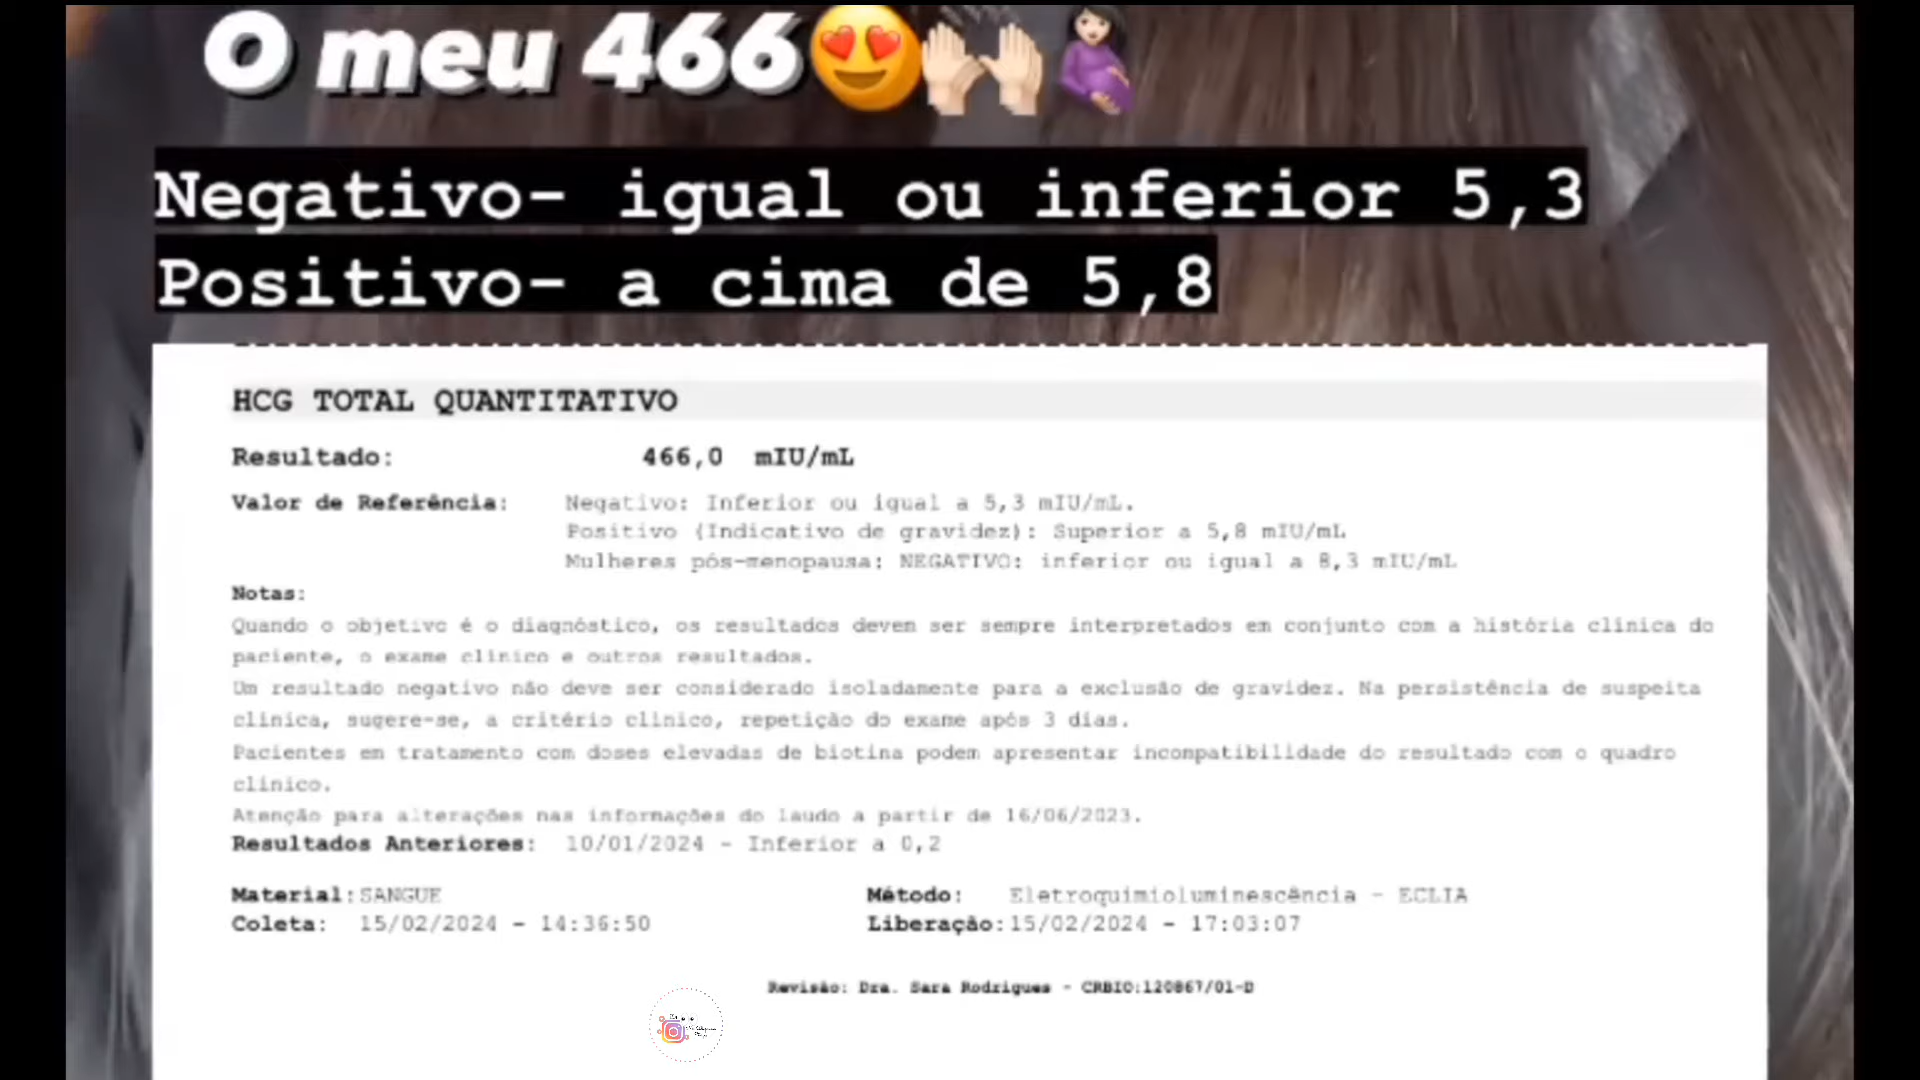 O meu 466
Negativo- igual ou inferior 5,3
Positivo- a cima de 5,8
HCG TOTAL QUANTITATIVO
Resultado: 466,0 mIU/mL
Valor de Referência: Negativo: Inferior ou igual a 5,3 mIU/mL.
Positivo (Indicativo de gravidez): Superior a 5,8 mIU/mL
Mulheres pós-menopausa: NEGATIVO: inferior ou igual a 8,3 mIU/mL
Notas:
Quando o objetivo é o diagnóstico, os resultados devem ser sempre interpretados em conjunto com a história clínica do
paciente, o exame clínico e outros resultados.
Um resultado negativo não deve ser considerado isoladamente para a exclusão de gravidez. Na persistência de suspeita
clínica, sugere-se, a critério clínico, repetição do exame após 3 dias.
Pacientes em tratamento com doses elevadas de biotina podem apresentar incompatibilidade do resultado com o quadro
clínico.
Atenção para alterações nas informações do laudo a partir de 16/06/2023.
Resultados Anteriores: 10/01/2024 - Inferior a 0,2
Material: SANGUE Método: Eletroquimioluminescência - ECLIA
Coleta: 15/02/2024 - 14:36:50 Liberação: 15/02/2024 - 17:03:07
Revisão: Dra. Sara Rodrigues - CRBIO:120867/01-D